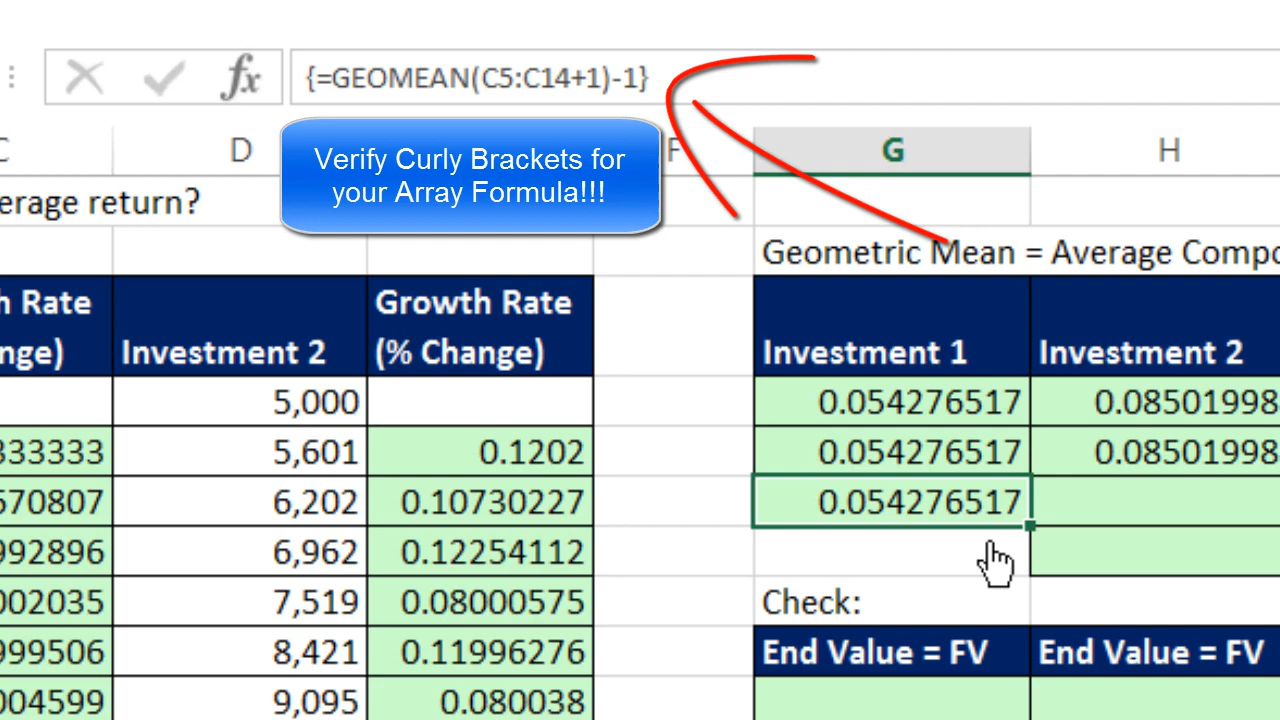 fx {=GEOMEAN(C5:C14+1)-1}
Verify Curly Brackets for
your Array Formula!!!
C D F G H
erage return?
Geometric Mean = Average Compo
h Rate Growth Rate
nge) Investment 2 (% Change) Investment 1 Investment 2
5,000 0.054276517 0.08501998
333333 5,601 0.1202 0.054276517 0.08501998
570807 6,202 0.10730227 0.054276517
992896 6,962 0.12254112
002035 7,519 0.08000575 Check:
999506 8,421 0.11996276 End Value = FV End Value = FV
004599 9,095 0.080038